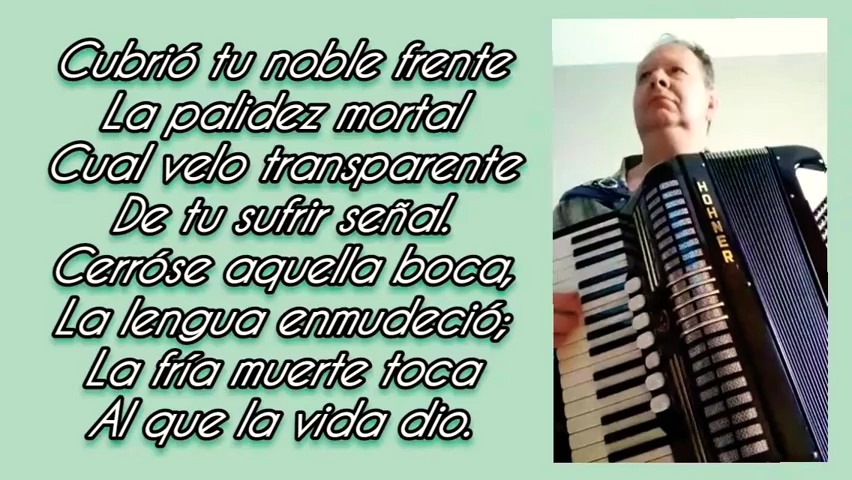 Cubrió tu noble frente
La palidez mortal
Cual velo transparente
De tu sufrir señal.
Cerróse aquella boca,
La lengua enmudeció;
La fría muerte toca
Al que la vida dio.
HOHNER